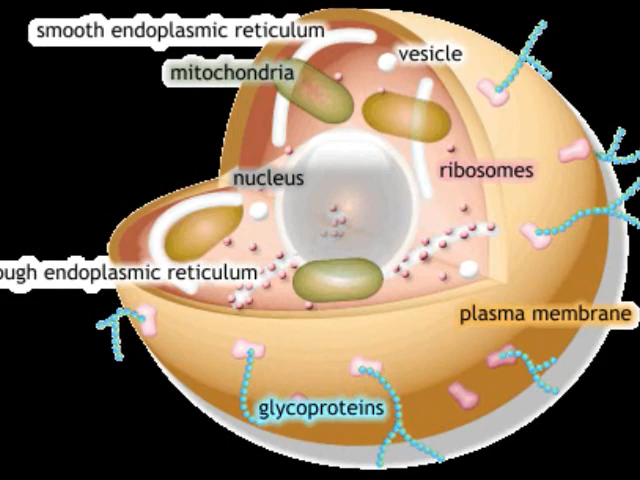 smooth endoplasmic reticulum
vesicle
mitochondria
ribosomes
nucleus
ough endoplasmic reticulum
plasma membrane
glycoproteins